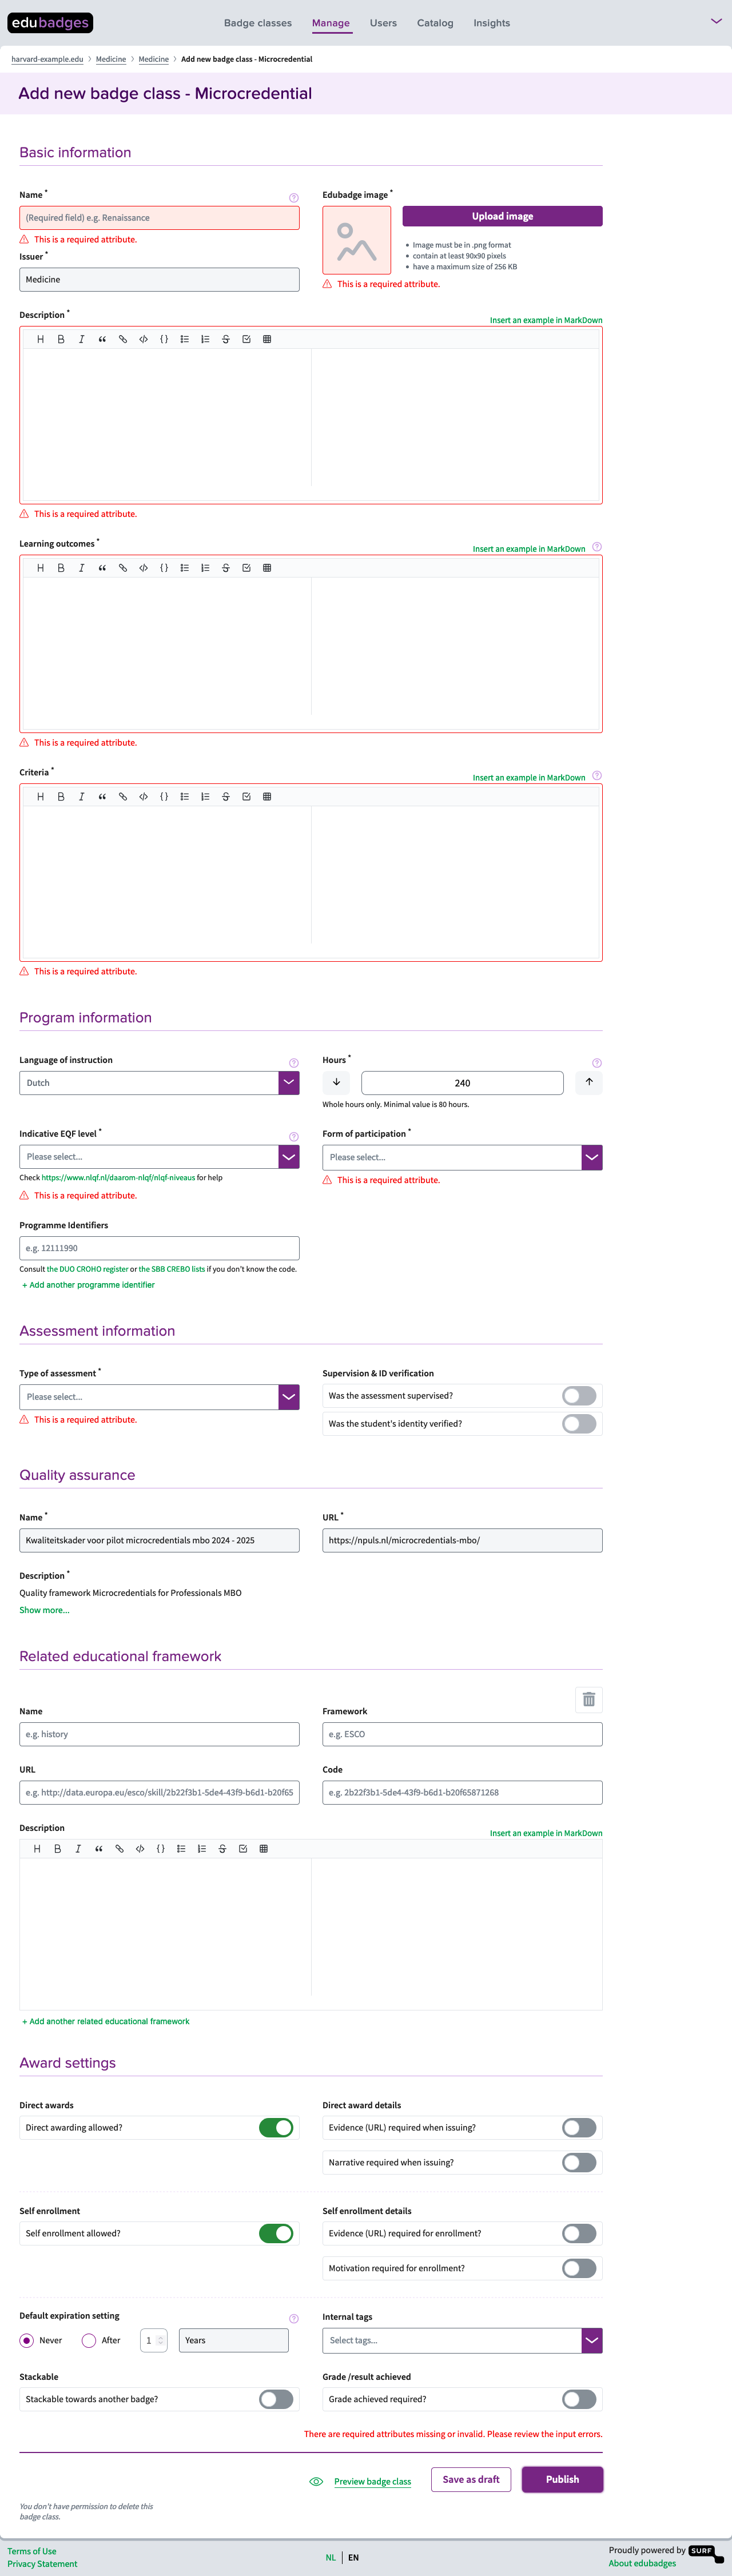 edubadges
Badge classes
Manage
Users
Catalog
Insights
harvard-example.edu
Medicine
Medicine
Add new badge class - Microcredential
Add new badge class - Microcredential
Basic information
Name *
(Required field) e.g. Renaissance
This is a required attribute.
Issuer *
Medicine
Edubadge image *
Upload image
Image must be in .png format
contain at least 90x90 pixels
have a maximum size of 256 KB
This is a required attribute.
Description *
Insert an example in MarkDown
This is a required attribute.
Learning outcomes *
Insert an example in MarkDown
This is a required attribute.
Criteria *
Insert an example in MarkDown
This is a required attribute.
Program information
Language of instruction
Dutch
Hours *
240
Whole hours only. Minimal value is 80 hours.
Indicative EQF level *
Please select...
Check https://www.nlqf.nl/daarom-nlqf/nlqf-niveaus for help
This is a required attribute.
Form of participation *
Please select...
This is a required attribute.
Programme Identifiers
e.g. 12111990
Consult the DUO CROHO register or the SBB CREBO lists if you don't know the code.
+ Add another programme identifier
Assessment information
Type of assessment *
Please select...
This is a required attribute.
Supervision & ID verification
Was the assessment supervised?
Was the student's identity verified?
Quality assurance
Name *
Kwaliteitskader voor pilot microcredentials mbo 2024 - 2025
URL *
https://npuls.nl/microcredentials-mbo/
Description *
Quality framework Microcredentials for Professionals MBO
Show more...
Related educational framework
Name
e.g. history
Framework
e.g. ESCO
URL
e.g. http://data.europa.eu/esco/skill/2b22f3b1-5de4-43f9-b6d1-b20f65
Code
e.g. 2b22f3b1-5de4-43f9-b6d1-b20f65871268
Description
Insert an example in MarkDown
+ Add another related educational framework
Award settings
Direct awards
Direct awarding allowed?
Direct award details
Evidence (URL) required when issuing?
Narrative required when issuing?
Self enrollment
Self enrollment allowed?
Self enrollment details
Evidence (URL) required for enrollment?
Motivation required for enrollment?
Default expiration setting
Never
After
1
Years
Internal tags
Select tags...
Stackable
Stackable towards another badge?
Grade /result achieved
Grade achieved required?
There are required attributes missing or invalid. Please review the input errors.
Preview badge class
Save as draft
Publish
You don't have permission to delete this
badge class.
Terms of Use
Privacy Statement
NL
EN
Proudly powered by SURF
About edubadges